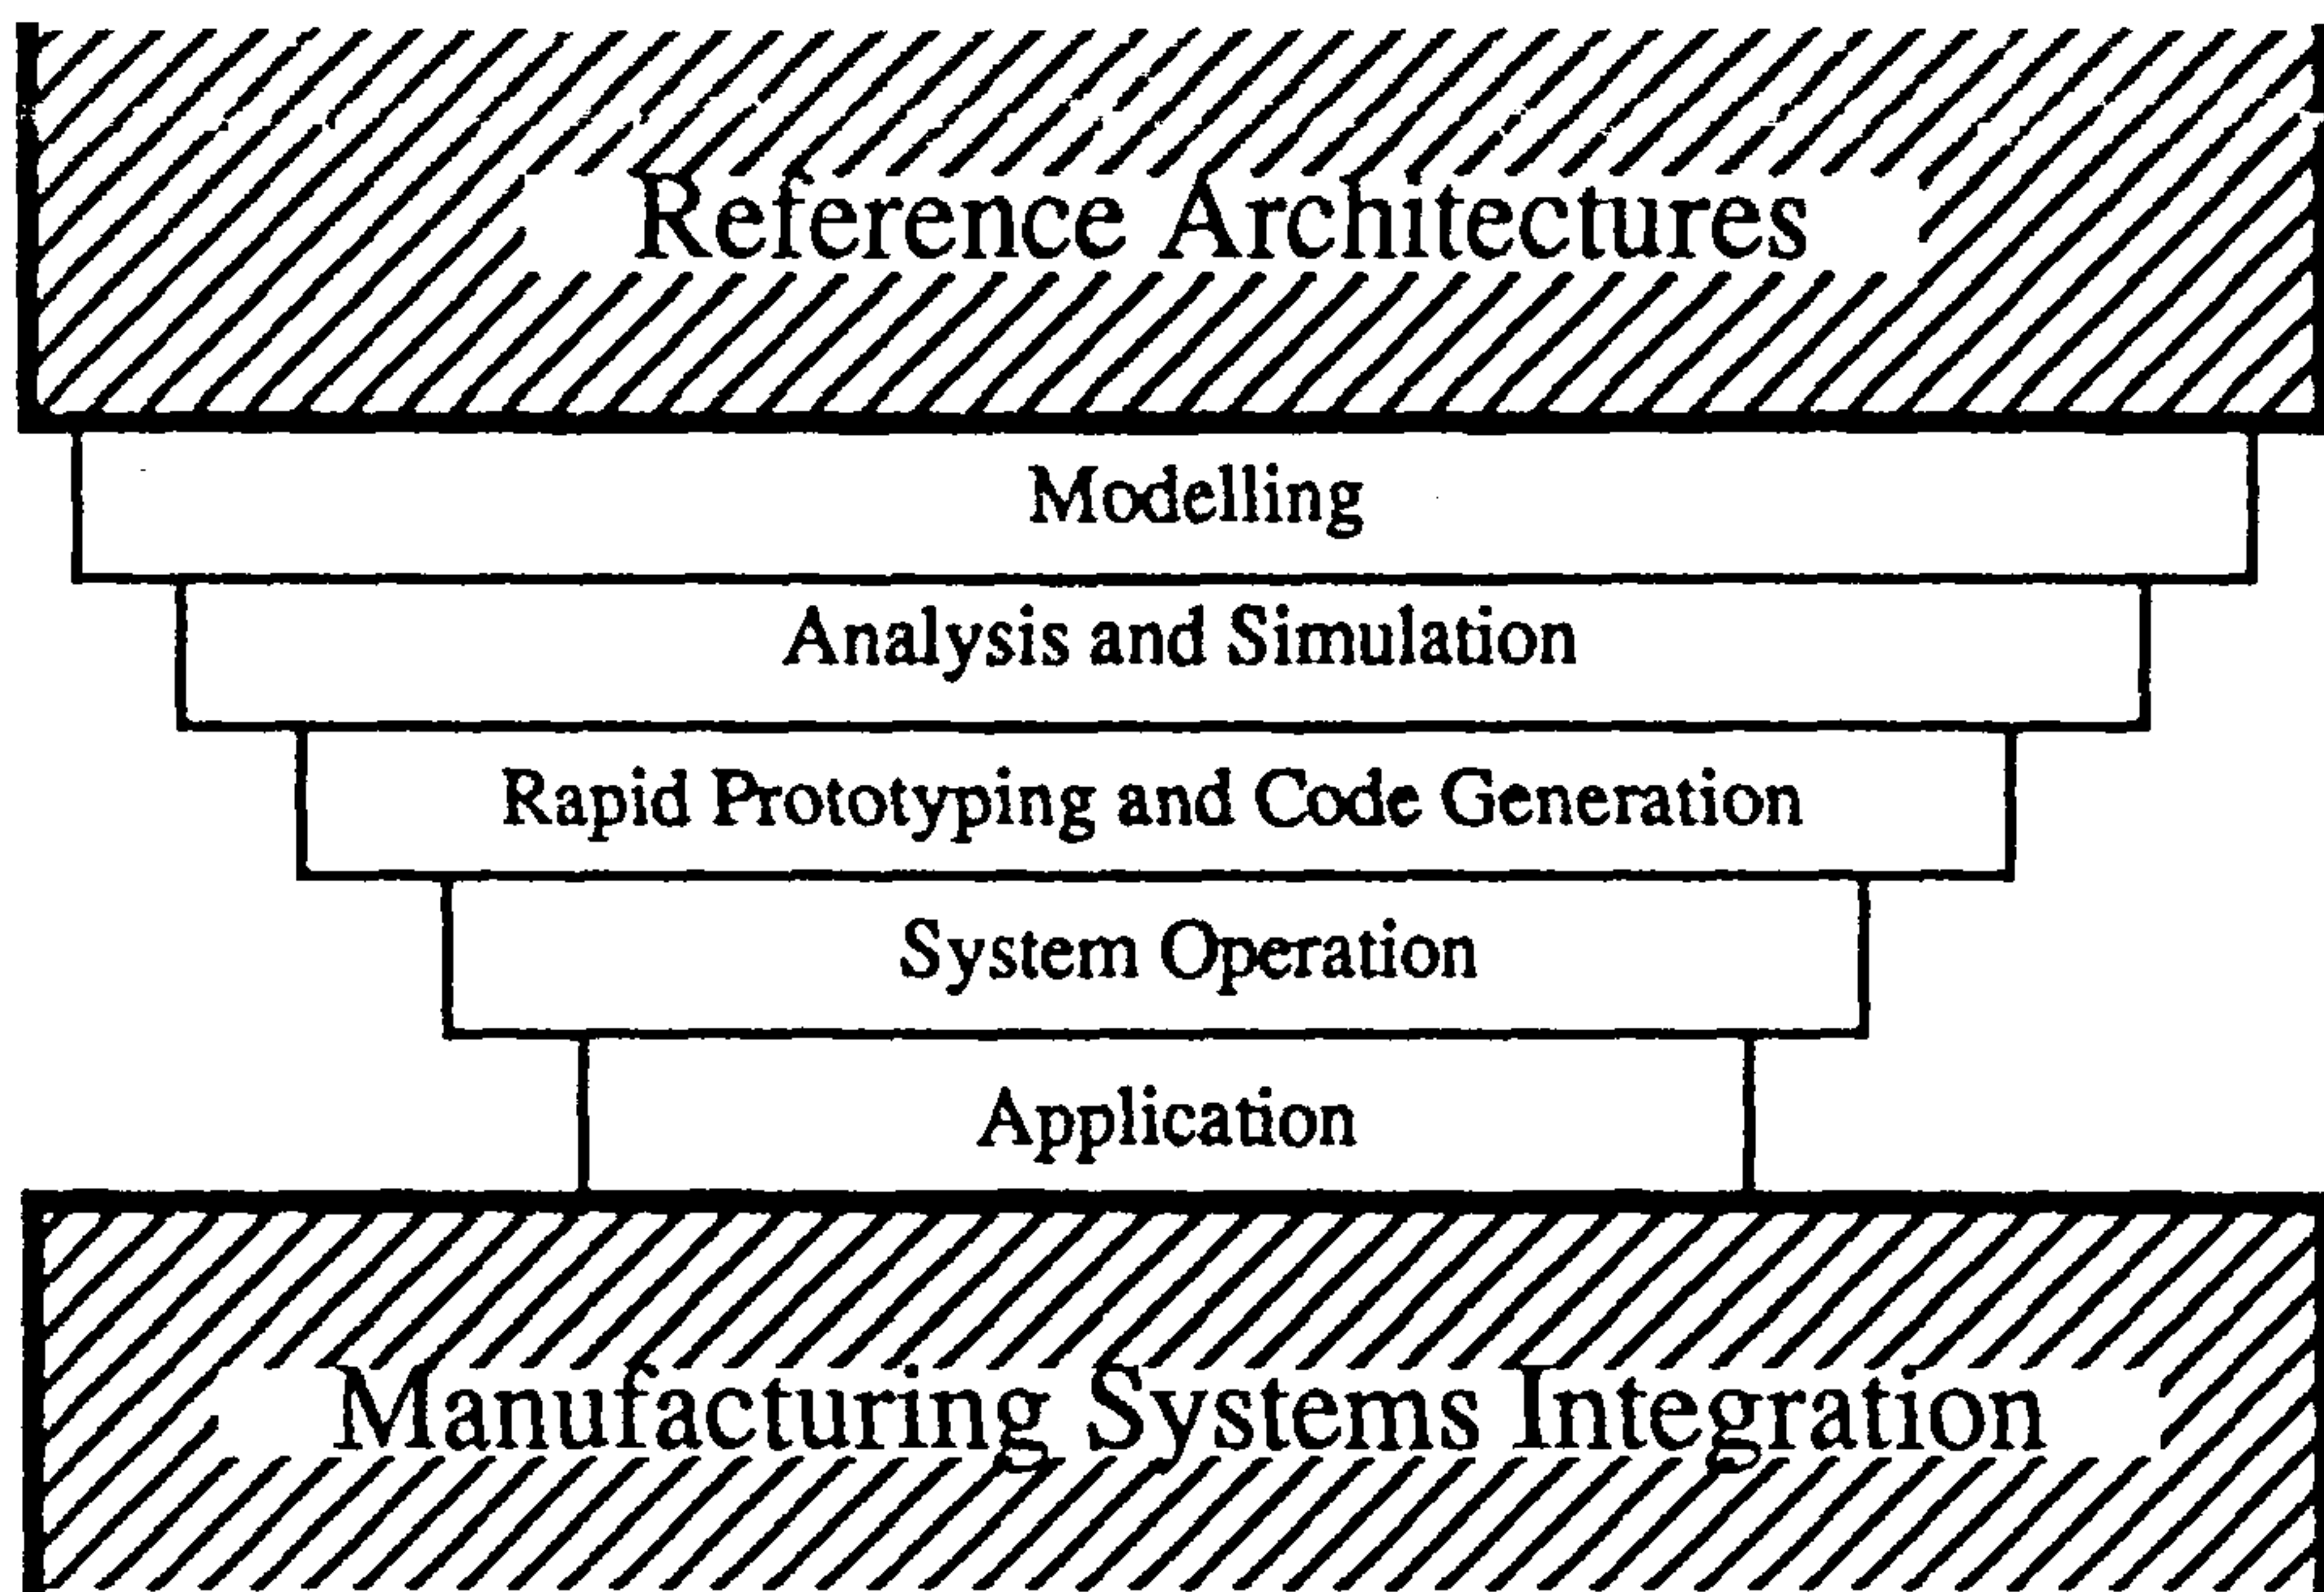 Reference Architectures
Modelling
Analysis and Simulation
Rapid Prototyping and Code Generation
System Operation
Application
Manufacturing Systems Integration